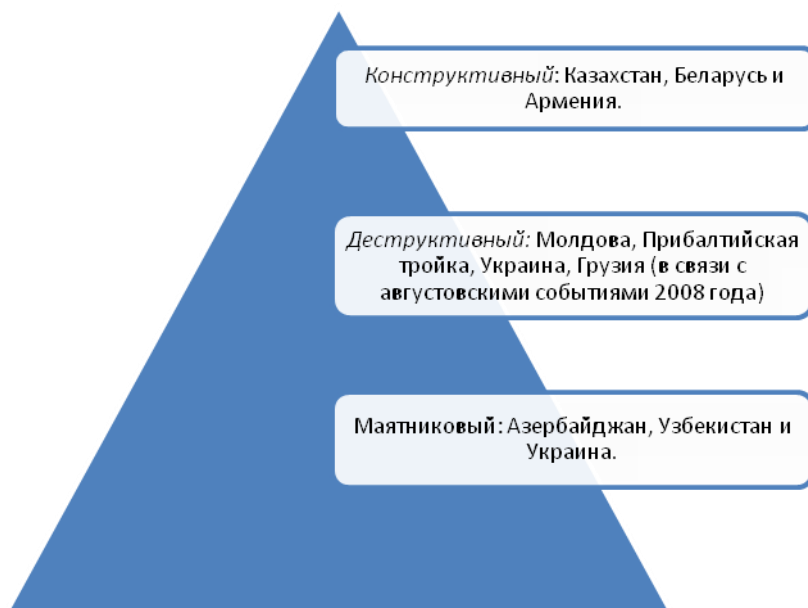 Конструктивный: Казахстан, Беларусь и
Армения.
Деструктивный: Молдова, Прибалтийская
тройка, Украина, Грузия (в связи с
августовскими событиями 2008 года)
Маятниковый: Азербайджан, Узбекистан и
Украина.